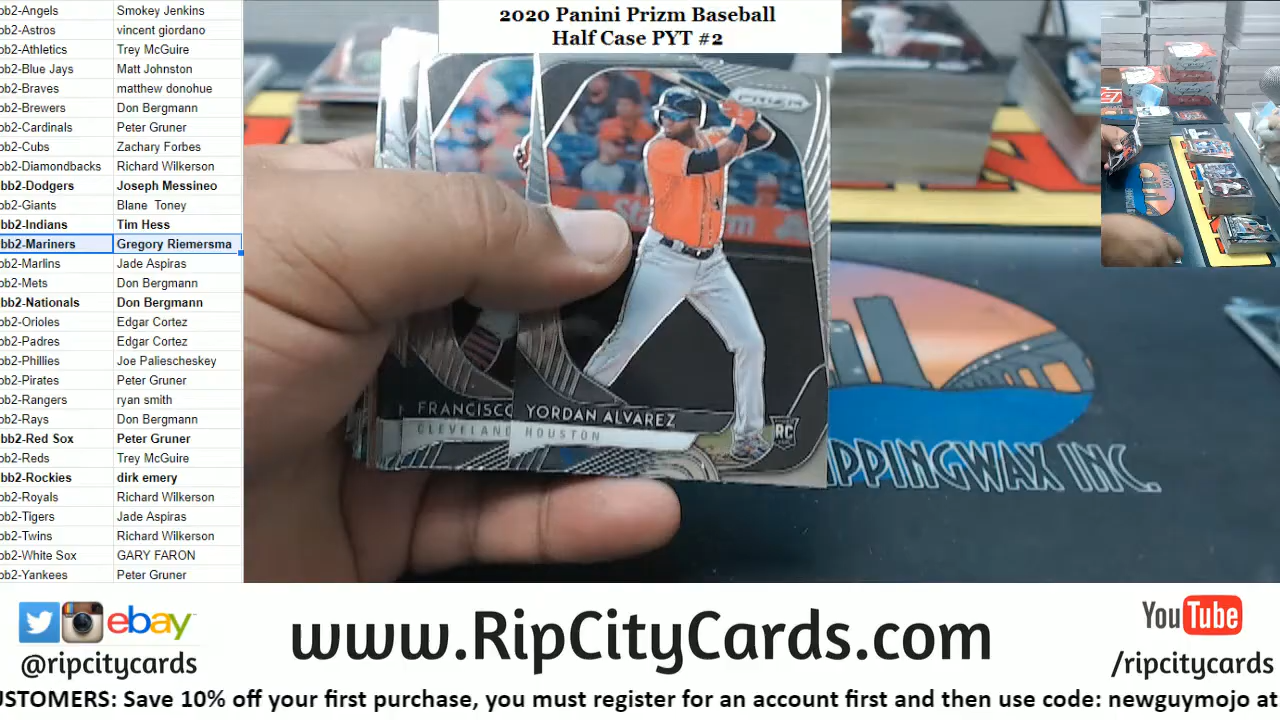 2020 Panini Prizm Baseball
Half Case PYT #2
bb2-Angels Smokey Jenkins
bb2-Astros vincent giordano
bb2-Athletics Trey McGuire
bb2-Blue Jays Matt Johnston
bb2-Braves matthew donohue
bb2-Brewers Don Bergmann
bb2-Cardinals Peter Gruner
bb2-Cubs Zachary Forbes
bb2-Diamondbacks Richard Wilkerson
bb2-Dodgers Joseph Messineo
bb2-Giants Blane Toney
bb2-Indians Tim Hess
bb2-Mariners Gregory Riemersma
bb2-Marlins Jade Aspiras
bb2-Mets Don Bergmann
bb2-Nationals Don Bergmann
bb2-Orioles Edgar Cortez
bb2-Padres Edgar Cortez
bb2-Phillies Joe Paliescheskey
bb2-Pirates Peter Gruner
bb2-Rangers ryan smith
bb2-Rays Don Bergmann
bb2-Red Sox Peter Gruner
bb2-Reds Trey McGuire
bb2-Rockies dirk emery
bb2-Royals Richard Wilkerson
bb2-Tigers Jade Aspiras
bb2-Twins Richard Wilkerson
bb2-White Sox GARY FARON
bb2-Yankees Peter Gruner
PRIZM
FRANCISCO
CLEVELAND
YORDAN ALVAREZ
HOUSTON
RC
IPPINGWAX INC.
ebay
@ripcitycards
www.RipCityCards.com
YouTube
/ripcitycards
USTOMERS: Save 10% off your first purchase, you must register for an account first and then use code: newguymojo at